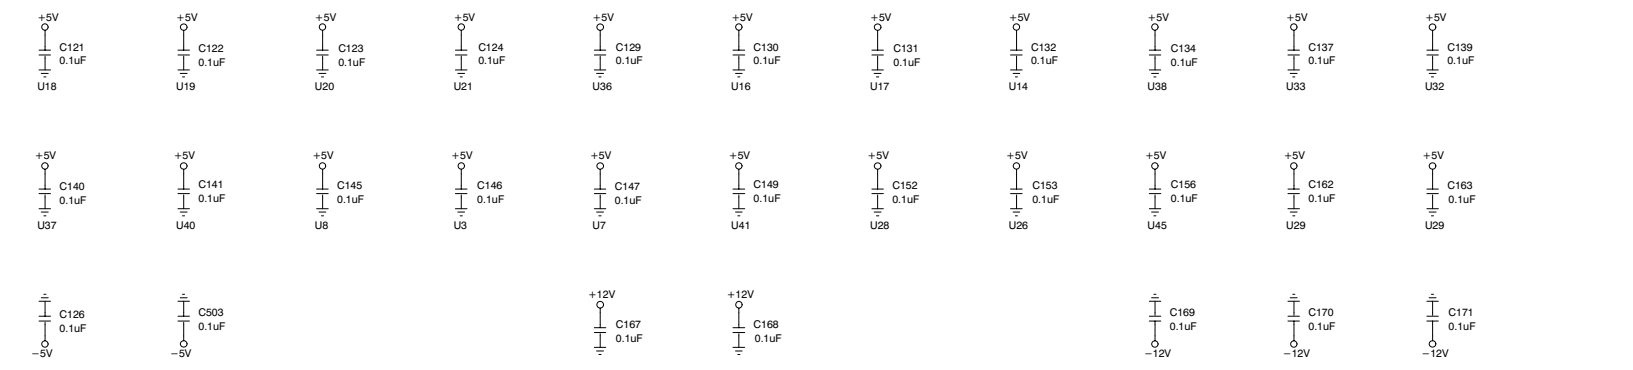 +5V +5V +5V +5V +5V +5V +5V +5V +5V +5V +5V
C121 C122 C123 C124 C129 C130 C131 C132 C134 C137 C139
0.1uF 0.1uF 0.1uF 0.1uF 0.1uF 0.1uF 0.1uF 0.1uF 0.1uF 0.1uF 0.1uF
U18 U19 U20 U21 U36 U16 U17 U14 U38 U33 U32
+5V +5V +5V +5V +5V +5V +5V +5V +5V +5V +5V
C140 C141 C145 C146 C147 C149 C152 C153 C156 C162 C163
0.1uF 0.1uF 0.1uF 0.1uF 0.1uF 0.1uF 0.1uF 0.1uF 0.1uF 0.1uF 0.1uF
U37 U40 U8 U3 U7 U41 U28 U26 U45 U29 U29
+12V +12V
C126 C503 C167 C168 C169 C170 C171
0.1uF 0.1uF 0.1uF 0.1uF 0.1uF 0.1uF 0.1uF
−5V −5V −12V −12V −12V